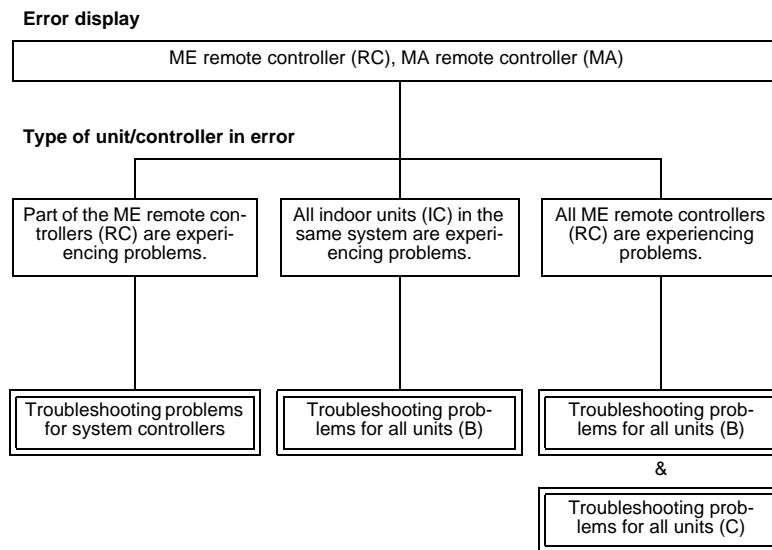 Error display
ME remote controller (RC), MA remote controller (MA)
Type of unit/controller in error
Part of the ME remote con-
trollers (RC) are experi-
encing problems.
All indoor units (IC) in the
same system are experi-
encing problems.
All ME remote controllers
(RC) are experiencing
problems.
Troubleshooting problems
for system controllers
Troubleshooting prob-
lems for all units (B)
Troubleshooting prob-
lems for all units (B)
&
Troubleshooting prob-
lems for all units (C)